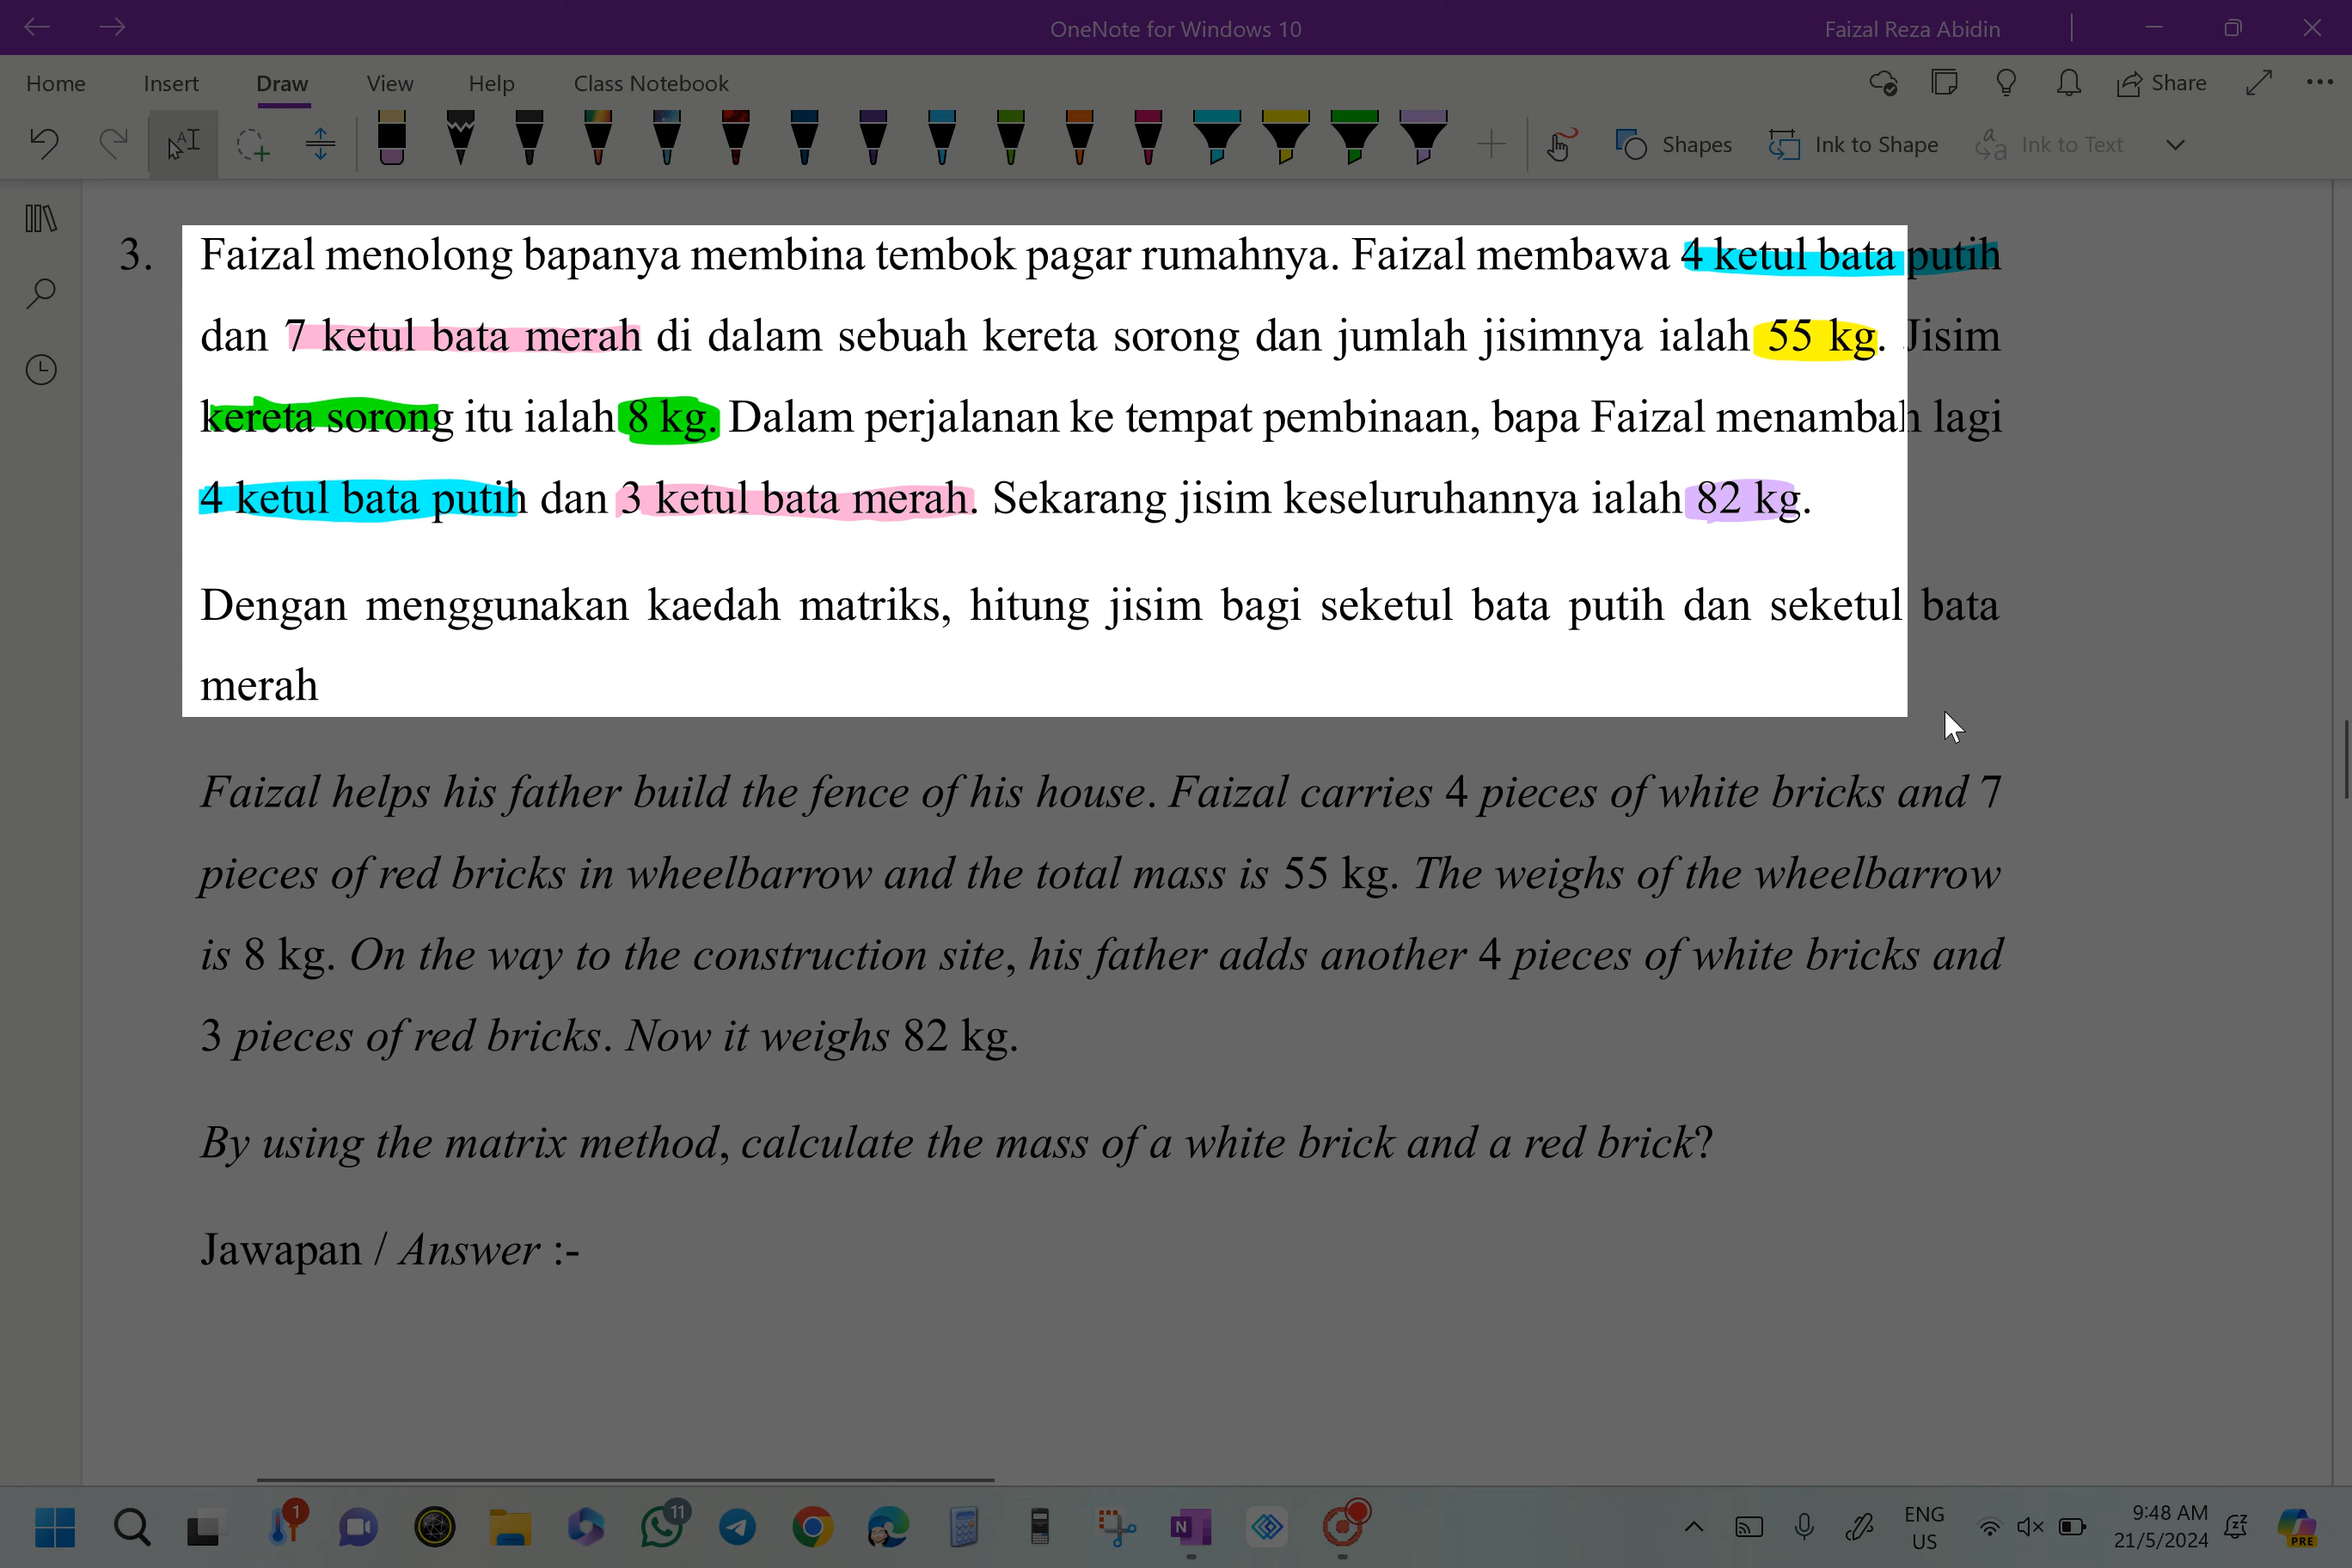 OneNote for Windows 10
Faizal Reza Abidin
Home Insert Draw View Help Class Notebook Share
Shapes Ink to Shape Ink to Text
3. Faizal menolong bapanya membina tembok pagar rumahnya. Faizal membawa 4 ketul bata putih
dan 7 ketul bata merah di dalam sebuah kereta sorong dan jumlah jisimnya ialah 55 kg. Jisim
kereta sorong itu ialah 8 kg. Dalam perjalanan ke tempat pembinaan, bapa Faizal menambah lagi
4 ketul bata putih dan 3 ketul bata merah. Sekarang jisim keseluruhannya ialah 82 kg.
Dengan menggunakan kaedah matriks, hitung jisim bagi seketul bata putih dan seketul bata
merah
Faizal helps his father build the fence of his house. Faizal carries 4 pieces of white bricks and 7
pieces of red bricks in wheelbarrow and the total mass is 55 kg. The weighs of the wheelbarrow
is 8 kg. On the way to the construction site, his father adds another 4 pieces of white bricks and
3 pieces of red bricks. Now it weighs 82 kg.
By using the matrix method, calculate the mass of a white brick and a red brick?
Jawapan / Answer :-
1
11
N
ENG
US
9:48 AM
21/5/2024
PRE